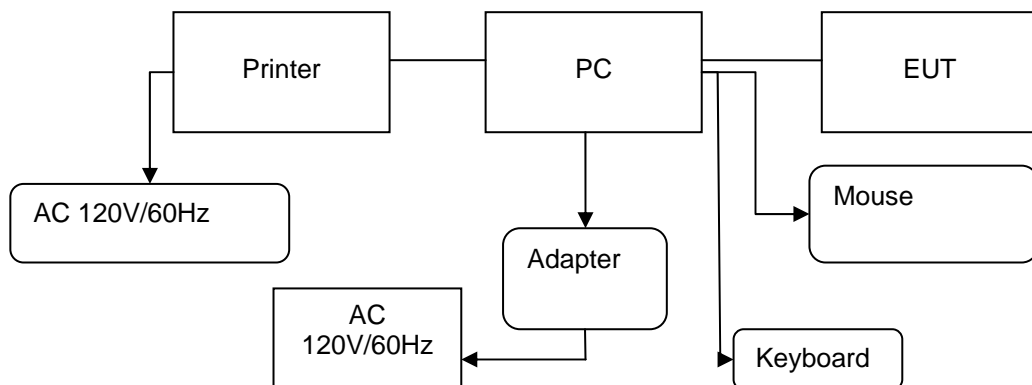 Printer
PC
EUT
AC 120V/60Hz
Mouse
Adapter
AC
120V/60Hz
Keyboard